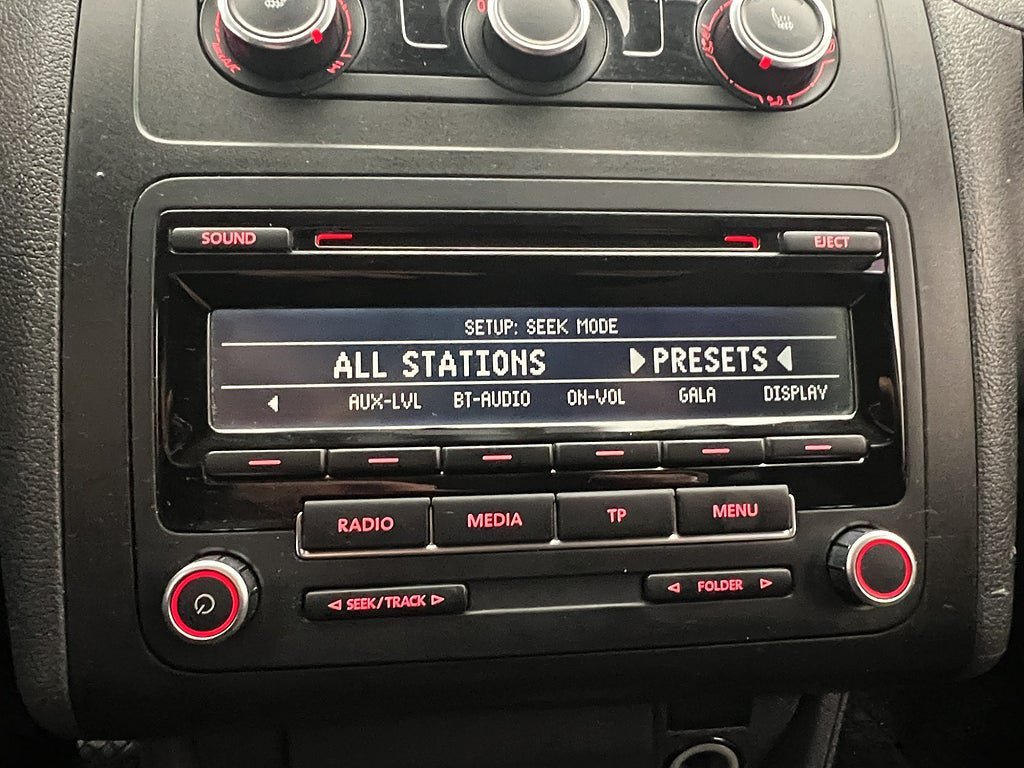 0
SOUND EJECT
SETUP: SEEK MODE
ALL STATIONS PRESETS
AUX-LVL BT-AUDIO ON-VOL GALA DISPLAY
RADIO MEDIA TP MENU
SEEK/TRACK FOLDER